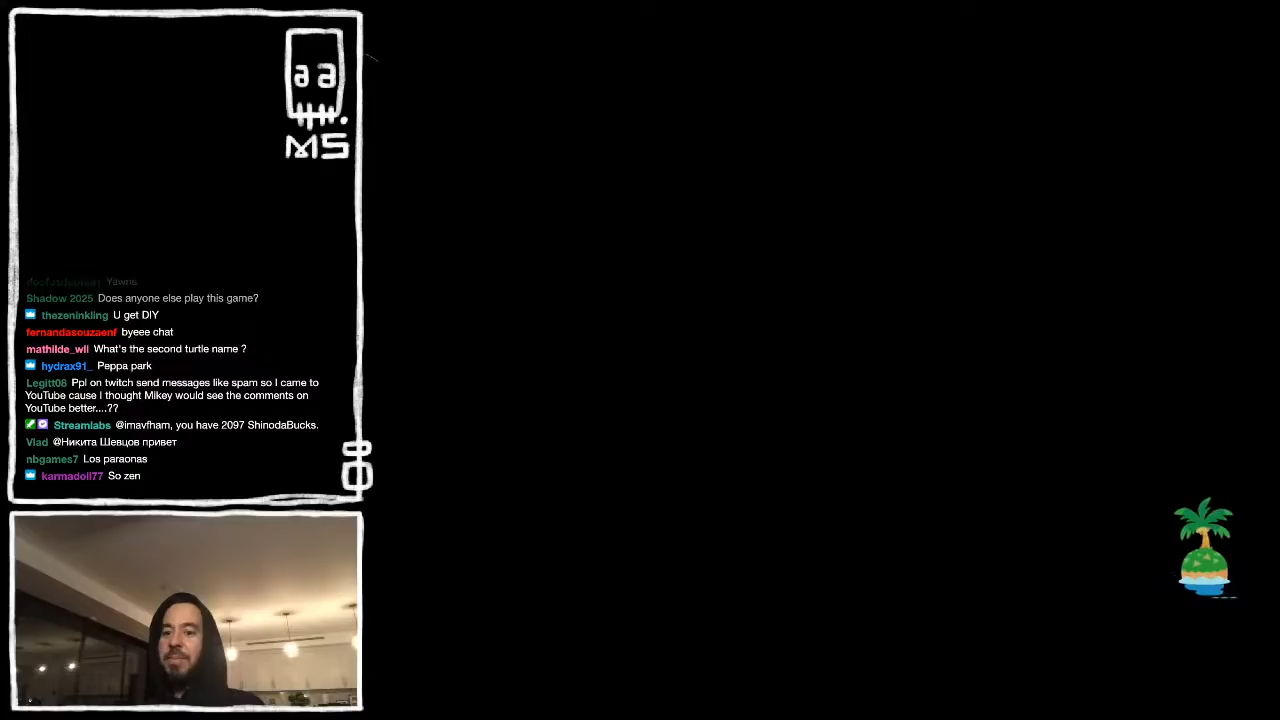 aa
MS
Yawns
Shadow 2025 Does anyone else play this game?
thezeninkling U get DIY
fernandasouzaenf byeee chat
mathilde_wll What's the second turtle name ?
hydrax91_ Peppa park
Legitt08 Ppl on twitch send messages like spam so I came to
YouTube cause I thought Mikey would see the comments on
YouTube better....??
Streamlabs @imavfham, you have 2097 ShinodaBucks.
Vlad @Никита Шевцов привет
nbgames7 Los paraonas
karmadoll77 So zen